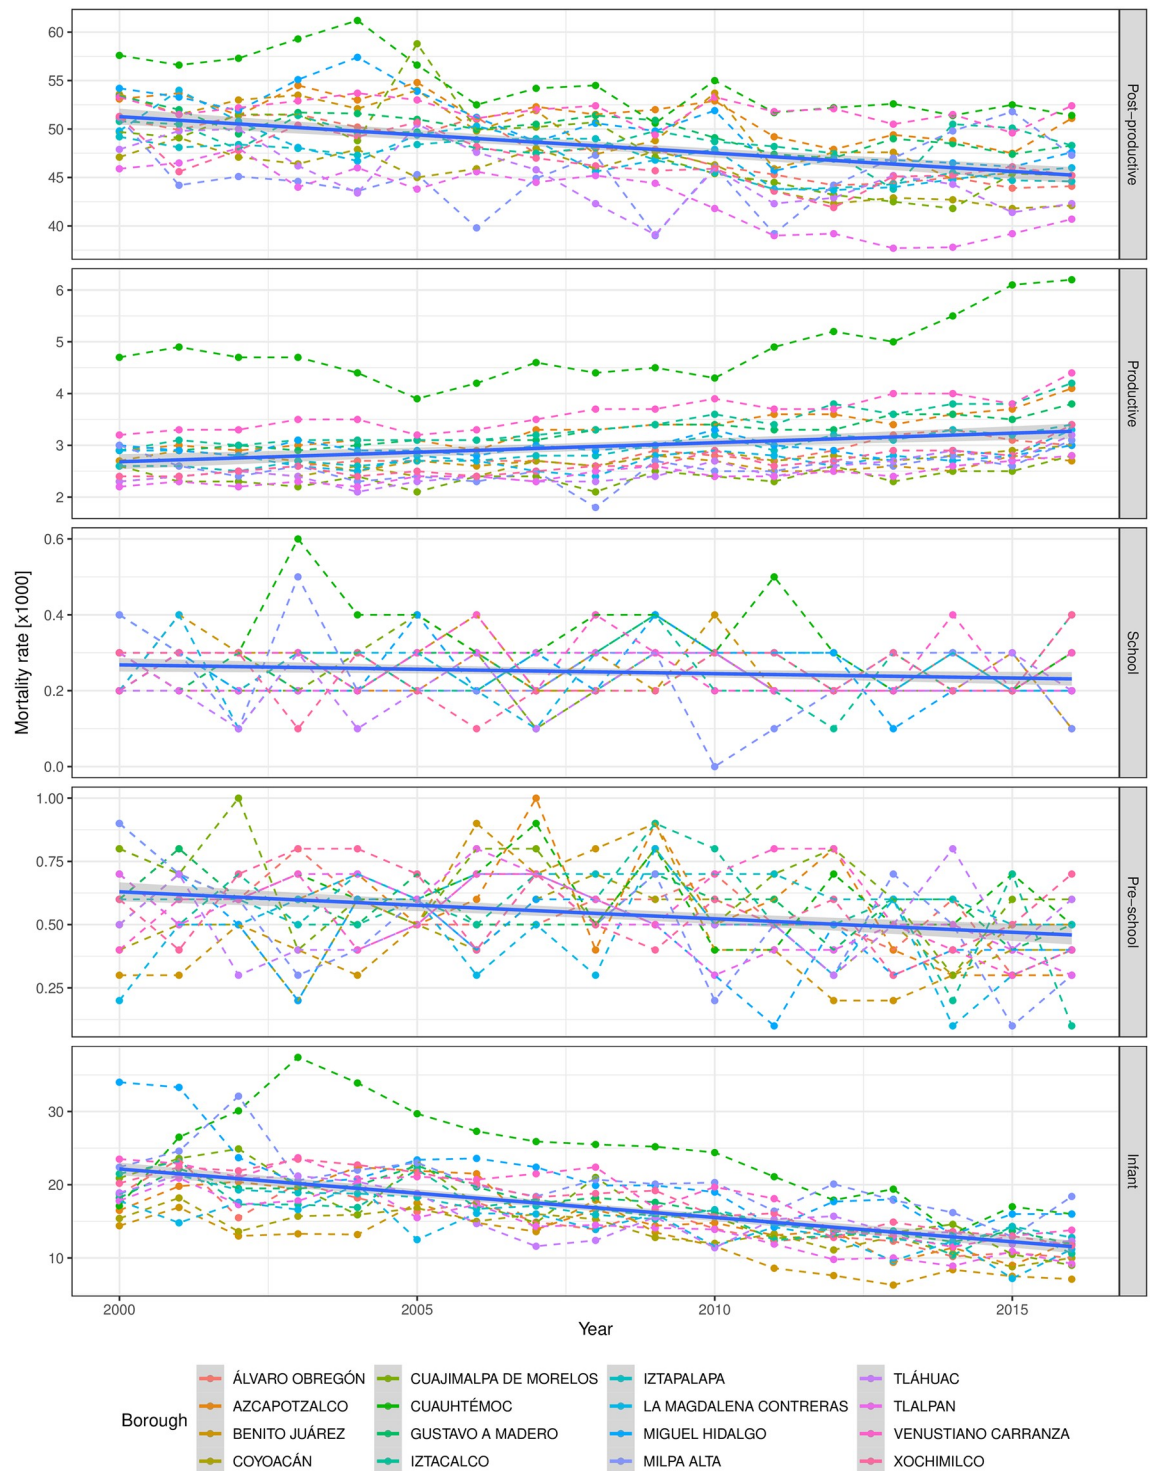 60
55
50
45
40
Post-productive
6
5
4
3
2
Productive
0.6
0.4
0.2
0.0
School
1.00
0.75
0.50
0.25
Pre-school
30
20
10
Infant
Mortality rate [x1000]
2000 2005 2010 2015
Year
Borough
ÁLVARO OBREGÓN CUAJIMALPA DE MORELOS IZTAPALAPA TLÁHUAC
AZCAPOTZALCO CUAUHTÉMOC LA MAGDALENA CONTRERAS TLALPAN
BENITO JUÁREZ GUSTAVO A MADERO MIGUEL HIDALGO VENUSTIANO CARRANZA
COYOACÁN IZTACALCO MILPA ALTA XOCHIMILCO